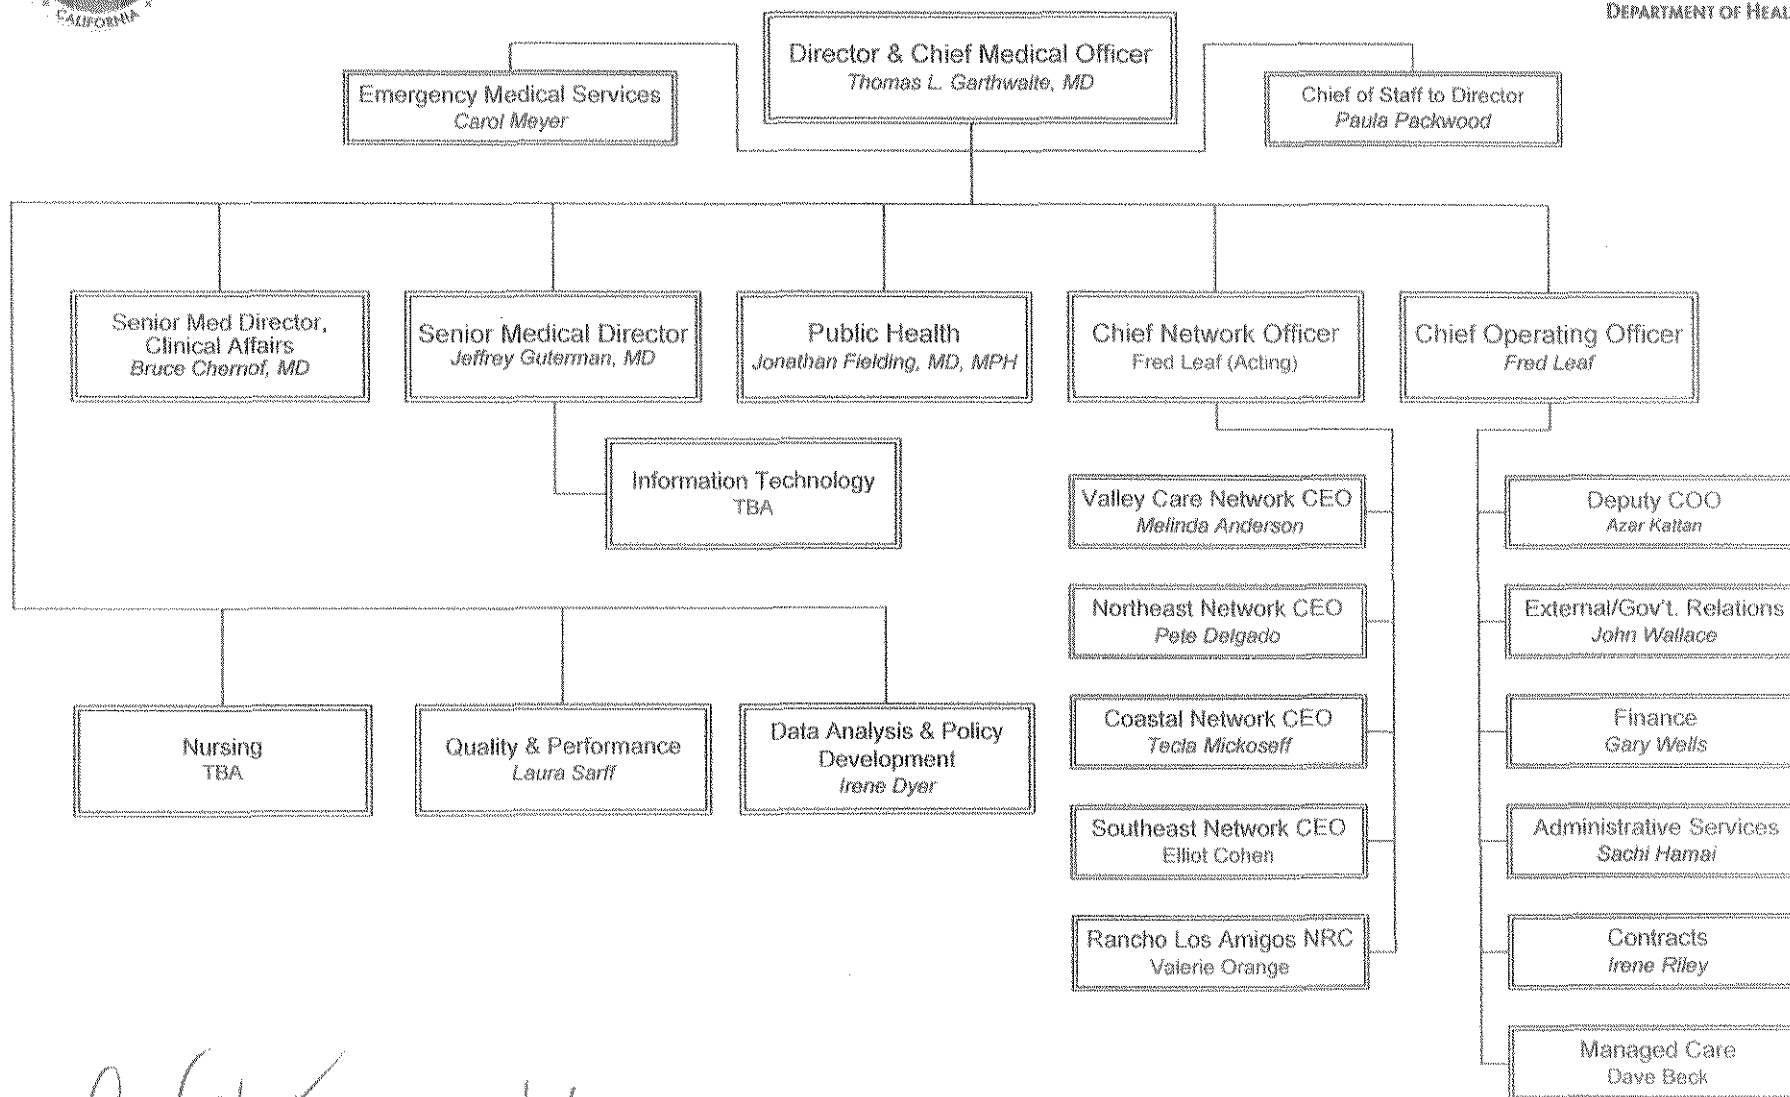 CALIFORNIA
DEPARTMENT OF HEAL
Director & Chief Medical Officer
Thomas L. Garthwaite, MD
Emergency Medical Services
Carol Meyer
Chief of Staff to Director
Paula Packwood
Senior Med Director,
Clinical Affairs
Bruce Chernof, MD
Senior Medical Director
Jeffrey Guterman, MD
Public Health
Jonathan Fielding, MD, MPH
Chief Network Officer
Fred Leaf (Acting)
Chief Operating Officer
Fred Leaf
Information Technology
TBA
Valley Care Network CEO
Melinda Anderson
Deputy COO
Azar Kattan
Northeast Network CEO
Pete Delgado
External/Gov't. Relations
John Wallace
Nursing
TBA
Quality & Performance
Laura Sarff
Data Analysis & Policy
Development
Irene Dyer
Coastal Network CEO
Tecla Mickoseff
Finance
Gary Wells
Southeast Network CEO
Elliot Cohen
Administrative Services
Sachi Hamai
Rancho Los Amigos NRC
Valerie Orange
Contracts
Irene Riley
Managed Care
Dave Beck